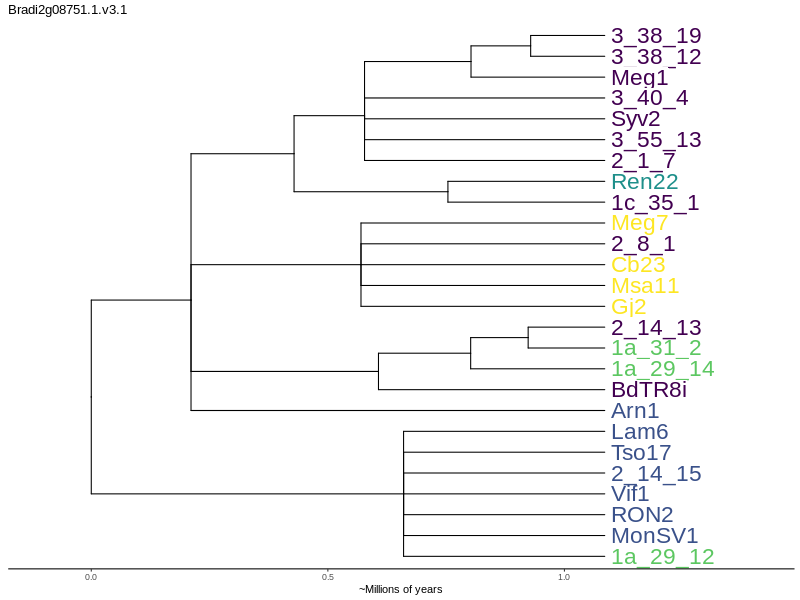 Bradi2g08751.1.v3.1
3_38_19
3_38_12
Meg1
3_40_4
Syv2
3_55_13
2_1_7
Ren22
1c_35_1
Meg7
2_8_1
Cb23
Msa11
Gj2
2_14_13
1a_31_2
1a_29_14
BdTR8i
Arn1
Lam6
Tso17
2_14_15
Vif1
RON2
MonSV1
1a_29_12
0.0 0.5 1.0
~Millions of years